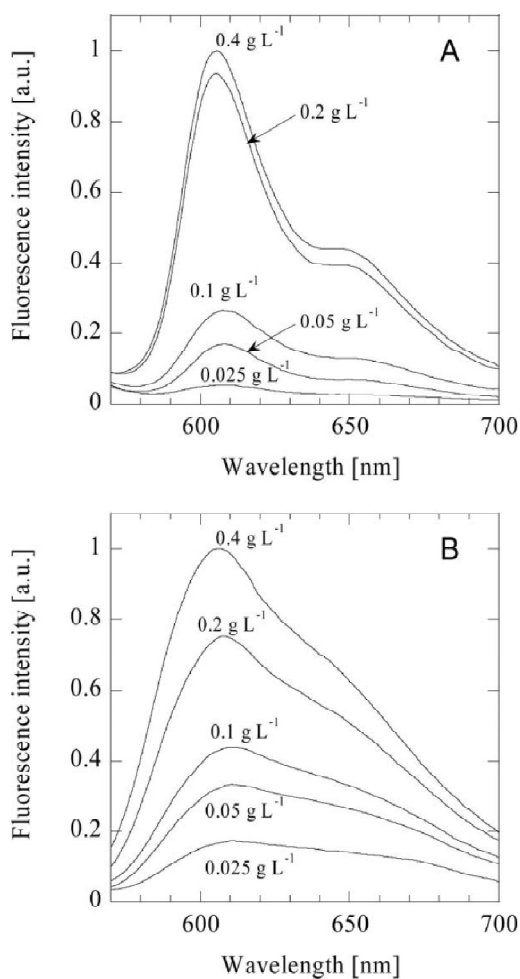 A
0.4 g L⁻¹
0.2 g L⁻¹
0.1 g L⁻¹
0.05 g L⁻¹
0.025 g L⁻¹
Fluorescence intensity [a.u.]
1
0.8
0.6
0.4
0.2
0
600
650
700
Wavelength [nm]
B
0.4 g L⁻¹
0.2 g L⁻¹
0.1 g L⁻¹
0.05 g L⁻¹
0.025 g L⁻¹
Fluorescence intensity [a.u.]
1
0.8
0.6
0.4
0.2
0
600
650
700
Wavelength [nm]